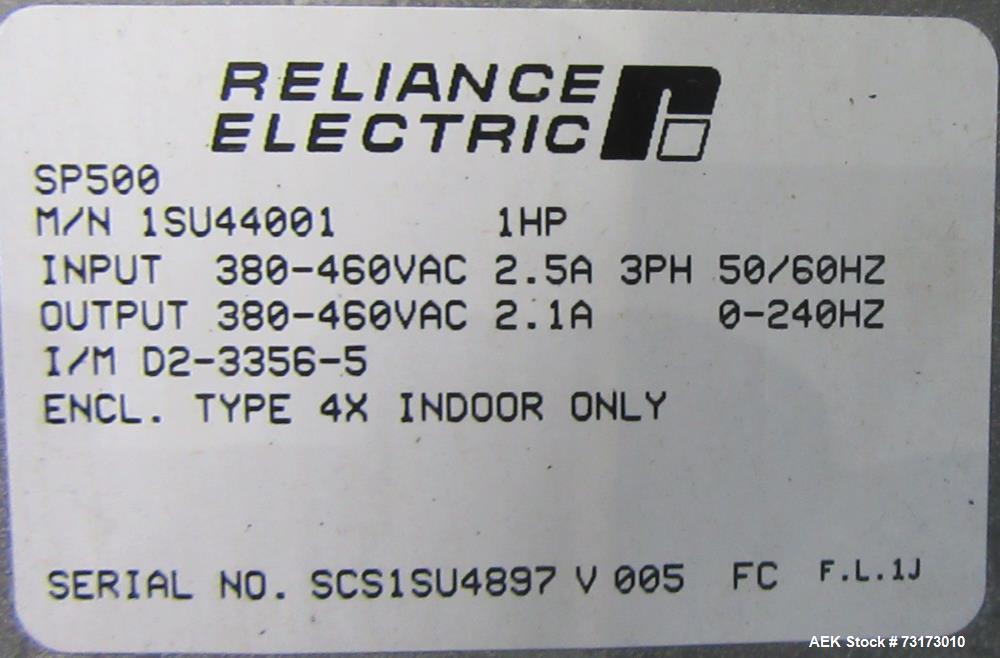 RELIANCE
ELECTRIC
SP500
M/N 1SU44001 1HP
INPUT 380-460VAC 2.5A 3PH 50/60HZ
OUTPUT 380-460VAC 2.1A 0-240HZ
I/M D2-3356-5
ENCL. TYPE 4X INDOOR ONLY
SERIAL NO. SCS1SU4897 V 005 FC F.L.1J
AEK Stock # 73173010